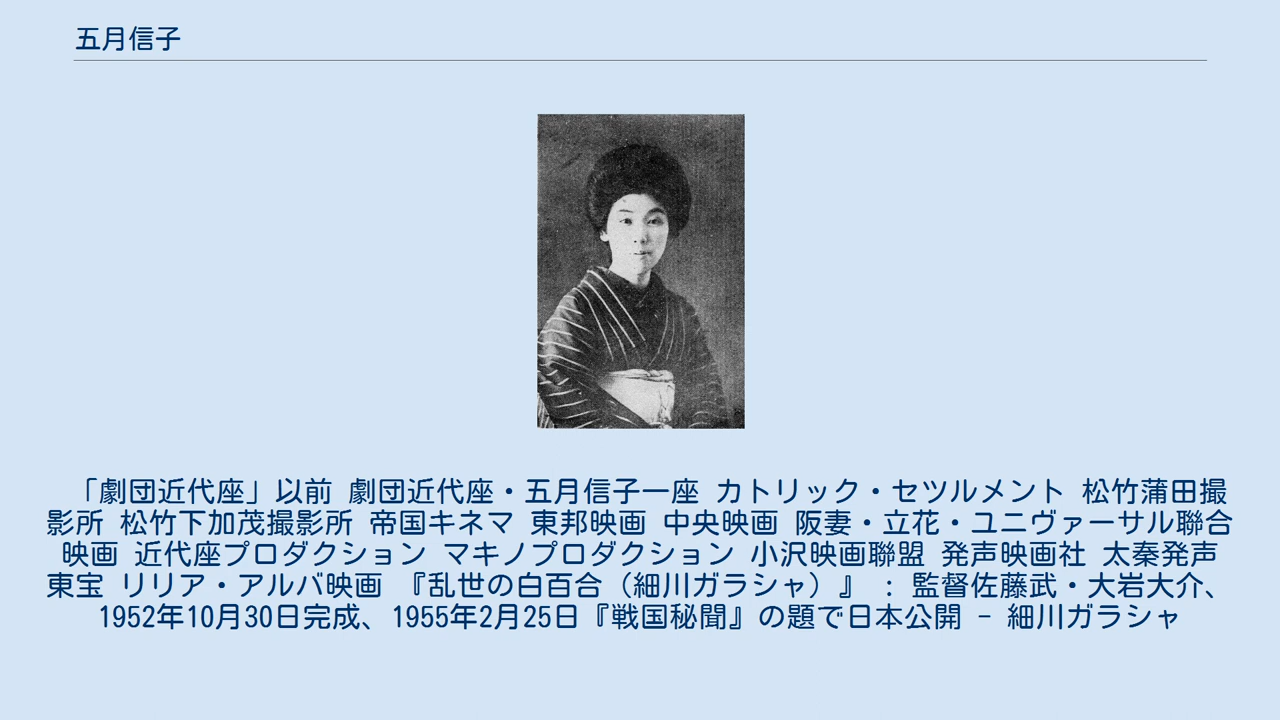 五月信子
「劇団近代座」以前 劇団近代座・五月信子一座 カトリック・セツルメント 松竹蒲田撮
影所 松竹下加茂撮影所 帝国キネマ 東邦映画 中央映画 阪妻・立花・ユニヴァーサル聯合
映画 近代座プロダクション マキノプロダクション 小沢映画聯盟 発声映画社 太秦発声
東宝 リリア・アルバ映画 『乱世の白百合（細川ガラシャ）』 : 監督佐藤武・大岩大介、
1952年10月30日完成、1955年2月25日『戦国秘聞』の題で日本公開 - 細川ガラシャ